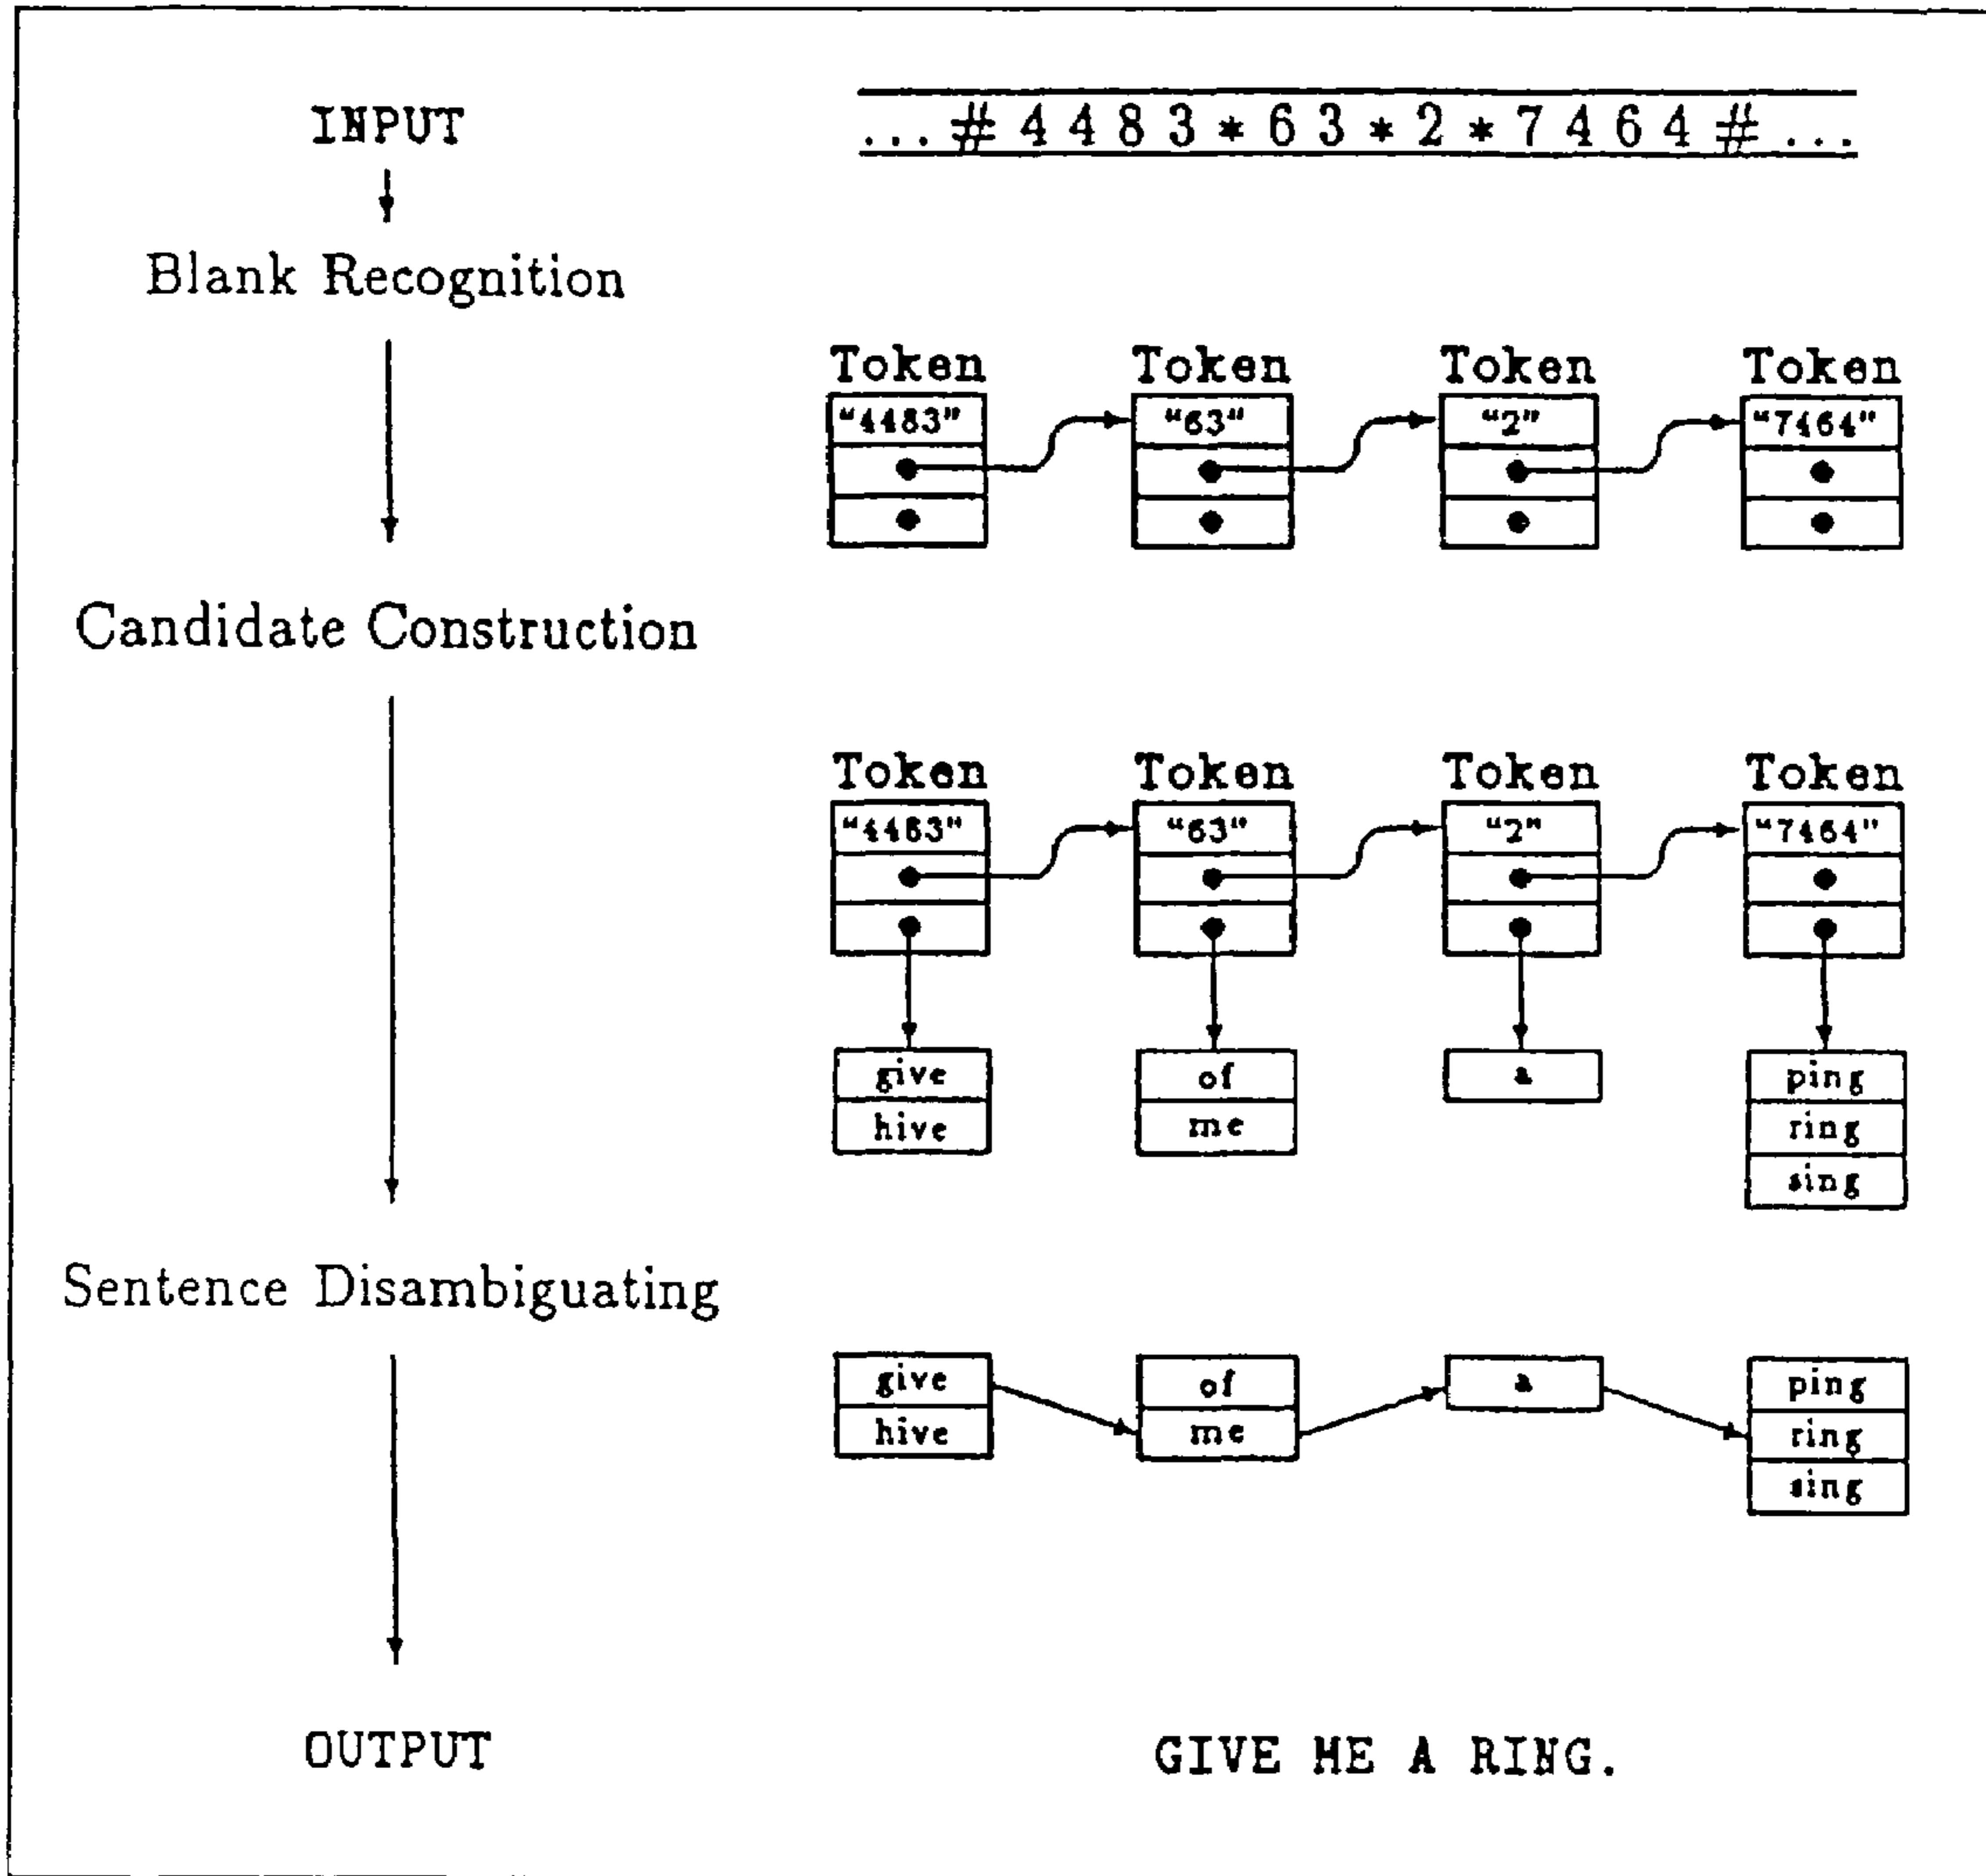 INPUT
... # 4 4 8 3 * 6 3 * 2 * 7 4 6 4 # ...
Blank Recognition
Token Token Token Token
"4483" "63" "2" "7464"
Candidate Construction
Token Token Token Token
"4483" "63" "2" "7464"
give of a ping
hive me ring
sing
Sentence Disambiguating
give of a ping
hive me ring
sing
OUTPUT GIVE ME A RING.